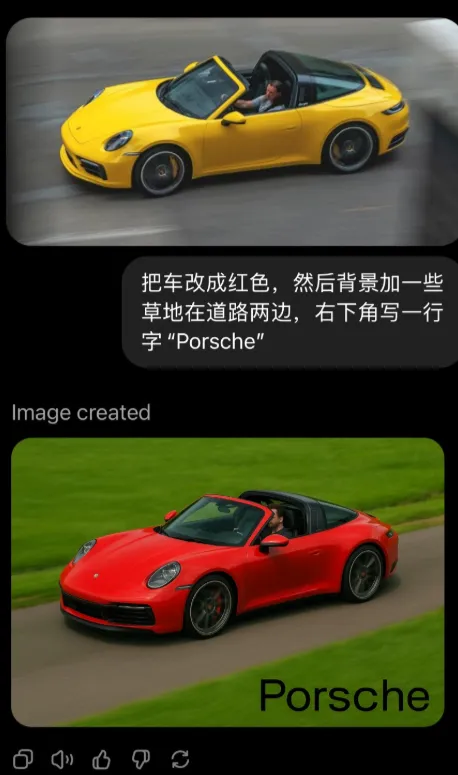 把车改成红色，然后背景加一些
草地在道路两边，右下角写一行
字 “Porsche”
Image created
Porsche